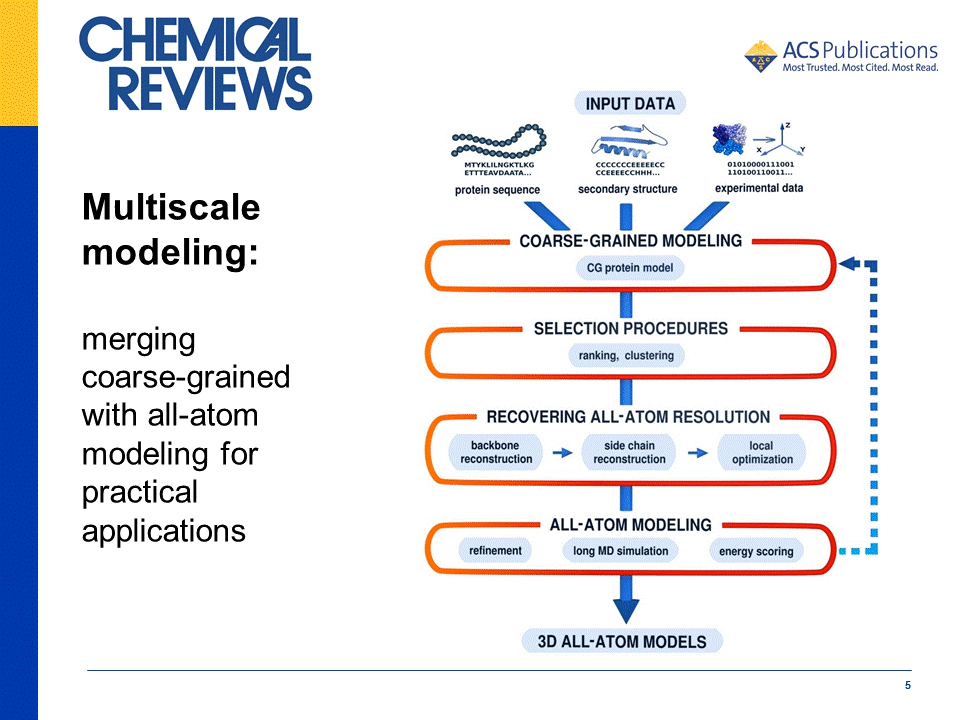 CHEMICAL
REVIEWS
ACS Publications
Most Trusted. Most Cited. Most Read.
Multiscale
modeling:
merging
coarse-grained
with all-atom
modeling for
practical
applications
INPUT DATA
MTYKLILNGKTLKG
ETTTEAVDAATA...
protein sequence
CCCCCCCEEEEECC
CCEEEECCHHH...
secondary structure
Z
X
Y
01010000111001
110100110011...
experimental data
COARSE-GRAINED MODELING
CG protein model
SELECTION PROCEDURES
ranking, clustering
RECOVERING ALL-ATOM RESOLUTION
backbone
reconstruction
side chain
reconstruction
local
optimization
ALL-ATOM MODELING
refinement
long MD simulation
energy scoring
3D ALL-ATOM MODELS
5